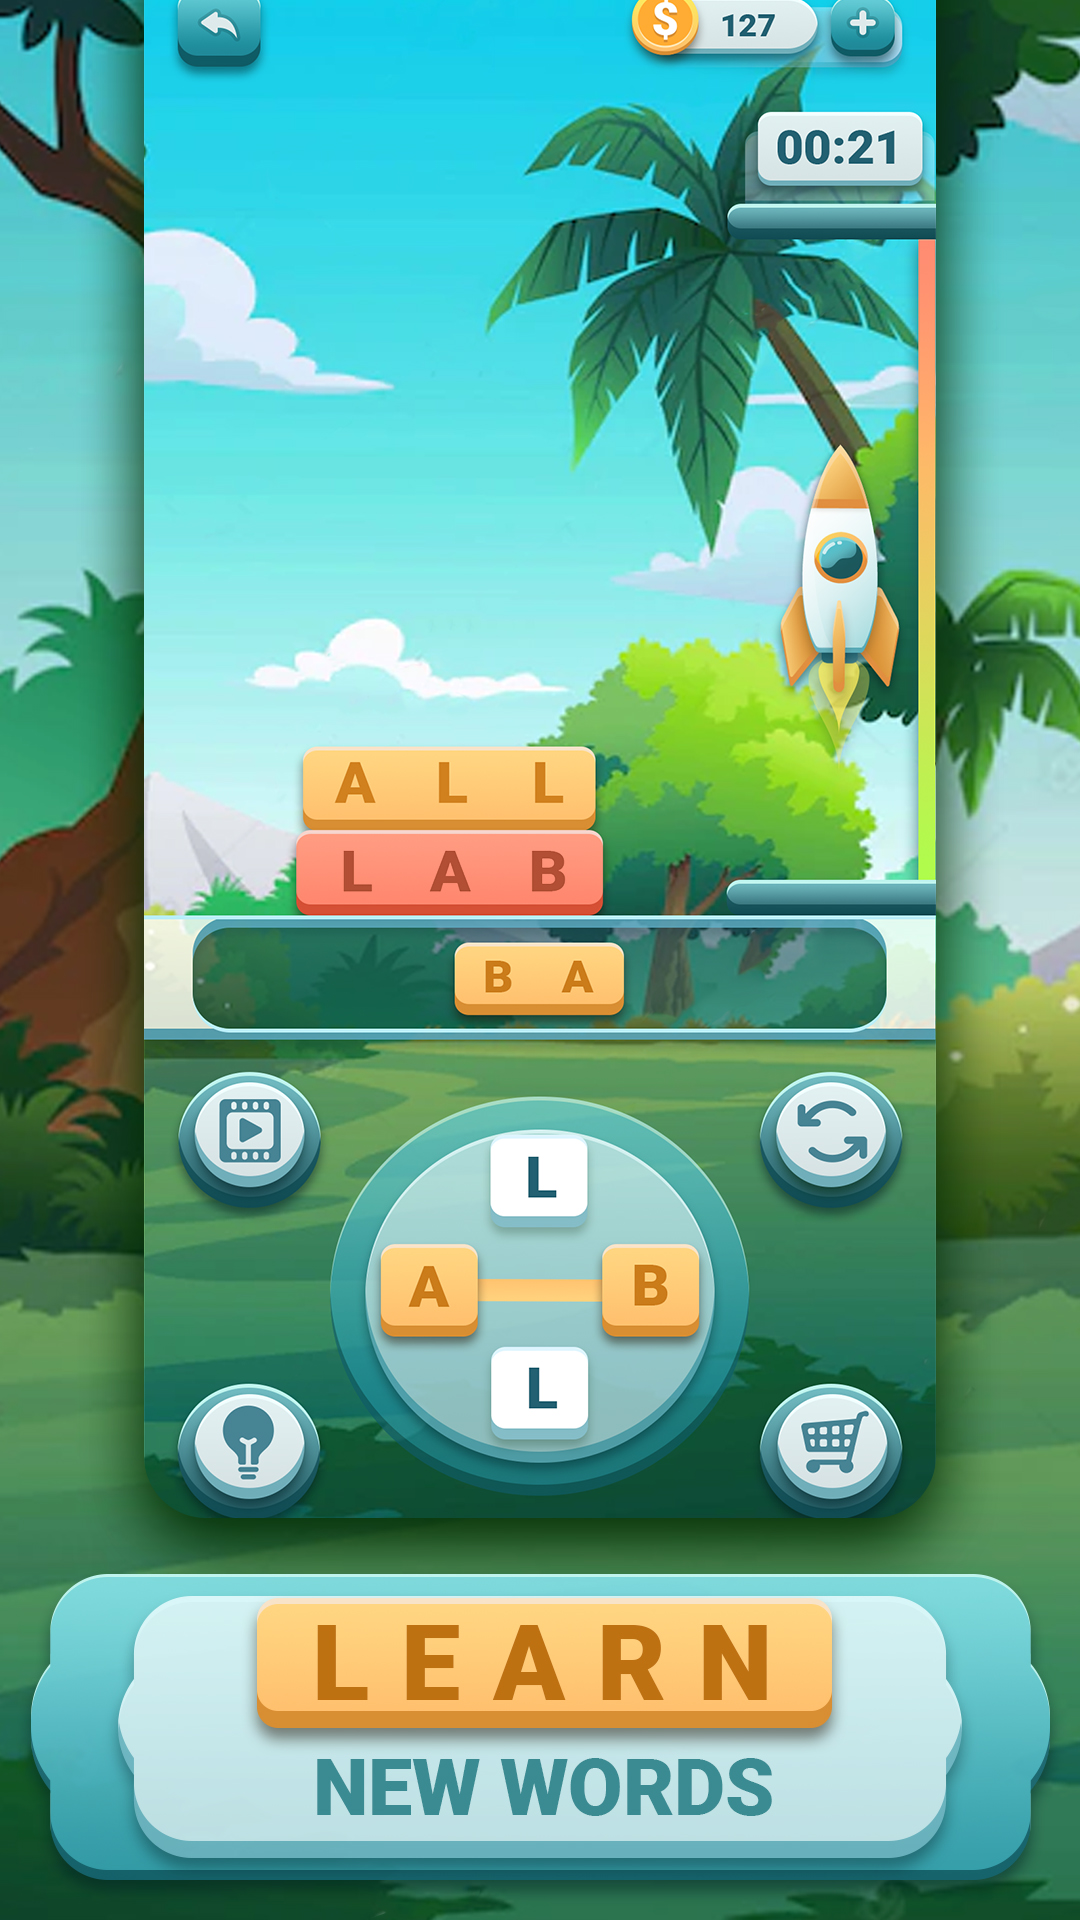 $ 127 +
00:21
A L L
L A B
B A
L
A B
L
LEARN
NEW WORDS